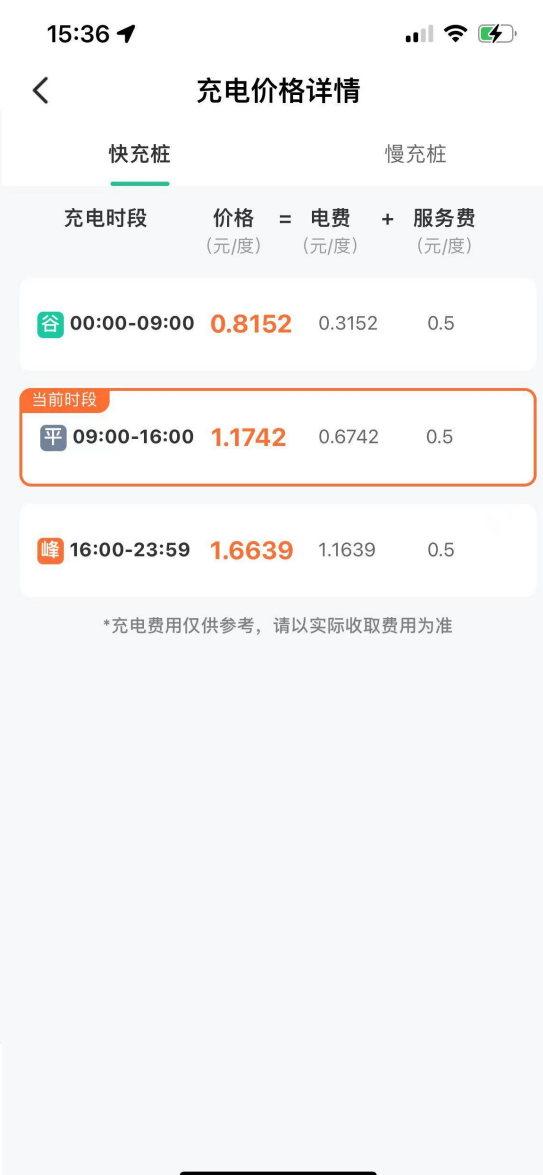 15:36
充电价格详情
快充桩 慢充桩
充电时段 价格 = 电费 + 服务费
(元/度) (元/度) (元/度)
谷 00:00-09:00 0.8152 0.3152 0.5
当前时段
平 09:00-16:00 1.1742 0.6742 0.5
峰 16:00-23:59 1.6639 1.1639 0.5
*充电费用仅供参考，请以实际收取费用为准